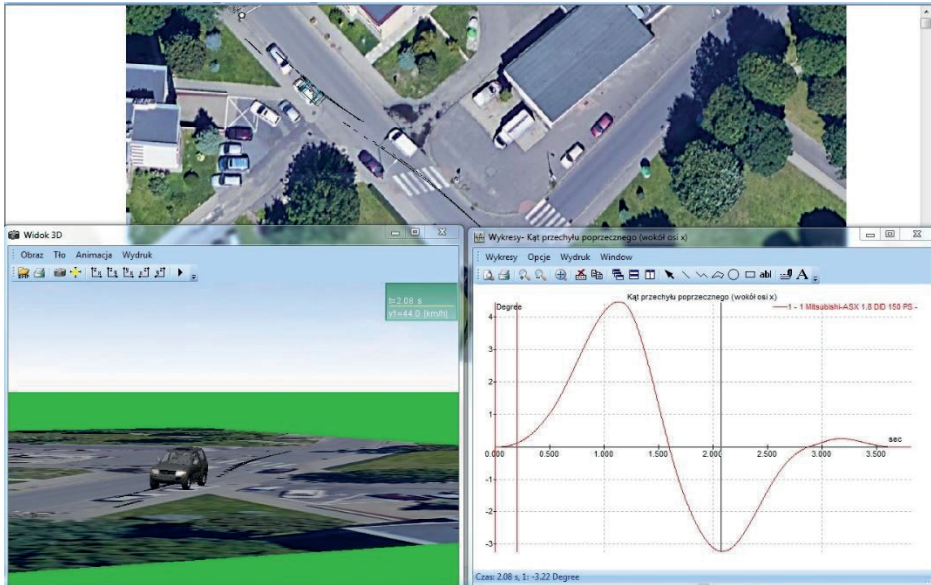 Widok 3D
Obraz Tło Animacja Wydruk
t=2.08 s
v1=44.0 [km/h]
Wykresy- Kąt przechyłu poprzecznego (wokół osi x)
Wykresy Opcje Wydruk Window
abl A
Kąt przechyłu poprzecznego (wokół osi x)
Degree
1 - 1 Mitsubishi-ASX 1.8 DID 150 PS -
4
3
2
1
sec
0.000 0.500 1.000 1.500 2.000 2.500 3.000 3.500
-1
-2
-3
Czas: 2.08 s, 1: -3.22 Degree